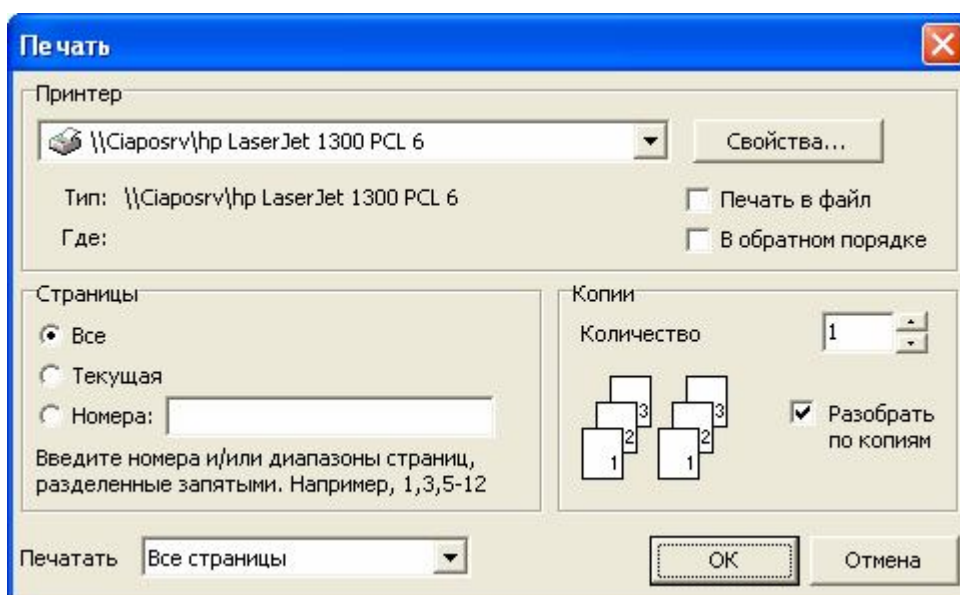 Печать
Принтер
\\Ciaposrv\hp LaserJet 1300 PCL 6
Свойства...
Тип: \\Ciaposrv\hp LaserJet 1300 PCL 6
Печать в файл
Где:
В обратном порядке
Страницы
Все
Текущая
Номера:
Введите номера и/или диапазоны страниц,
разделенные запятыми. Например, 1,3,5-12
Копии
Количество
1
3
2
1
3
2
1
Разобрать
по копиям
Печатать
Все страницы
OK
Отмена